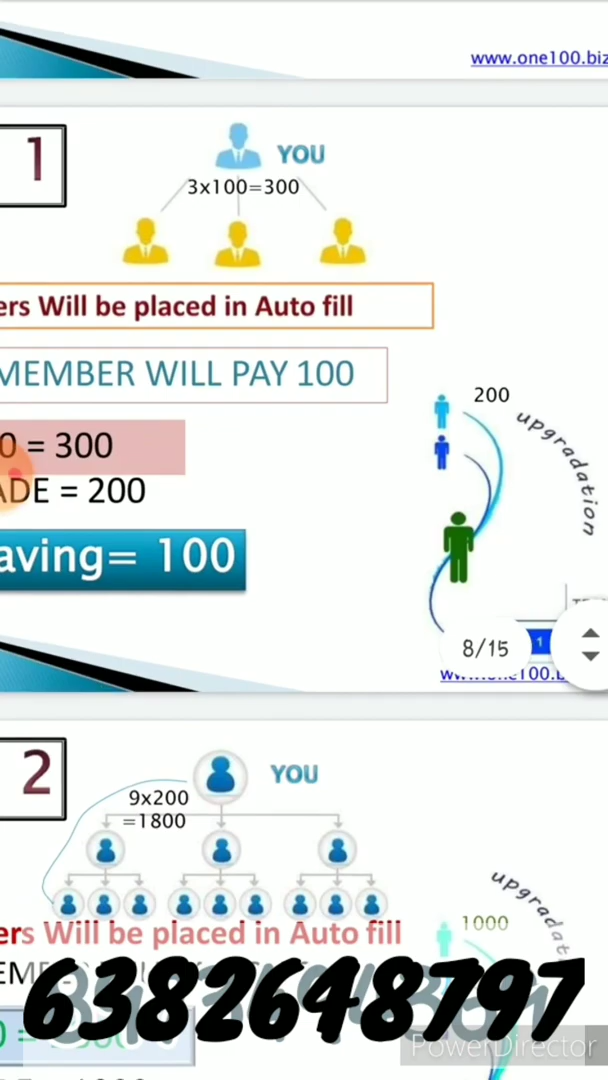 www.one100.biz
1
YOU
3x100=300
ers Will be placed in Auto fill
MEMBER WILL PAY 100
200
upgradation
0 = 300
ADE = 200
aving= 100
8/15
1
2
YOU
9x200
=1800
upgradat
1000
ers Will be placed in Auto fill
6382648797
PowerDirector